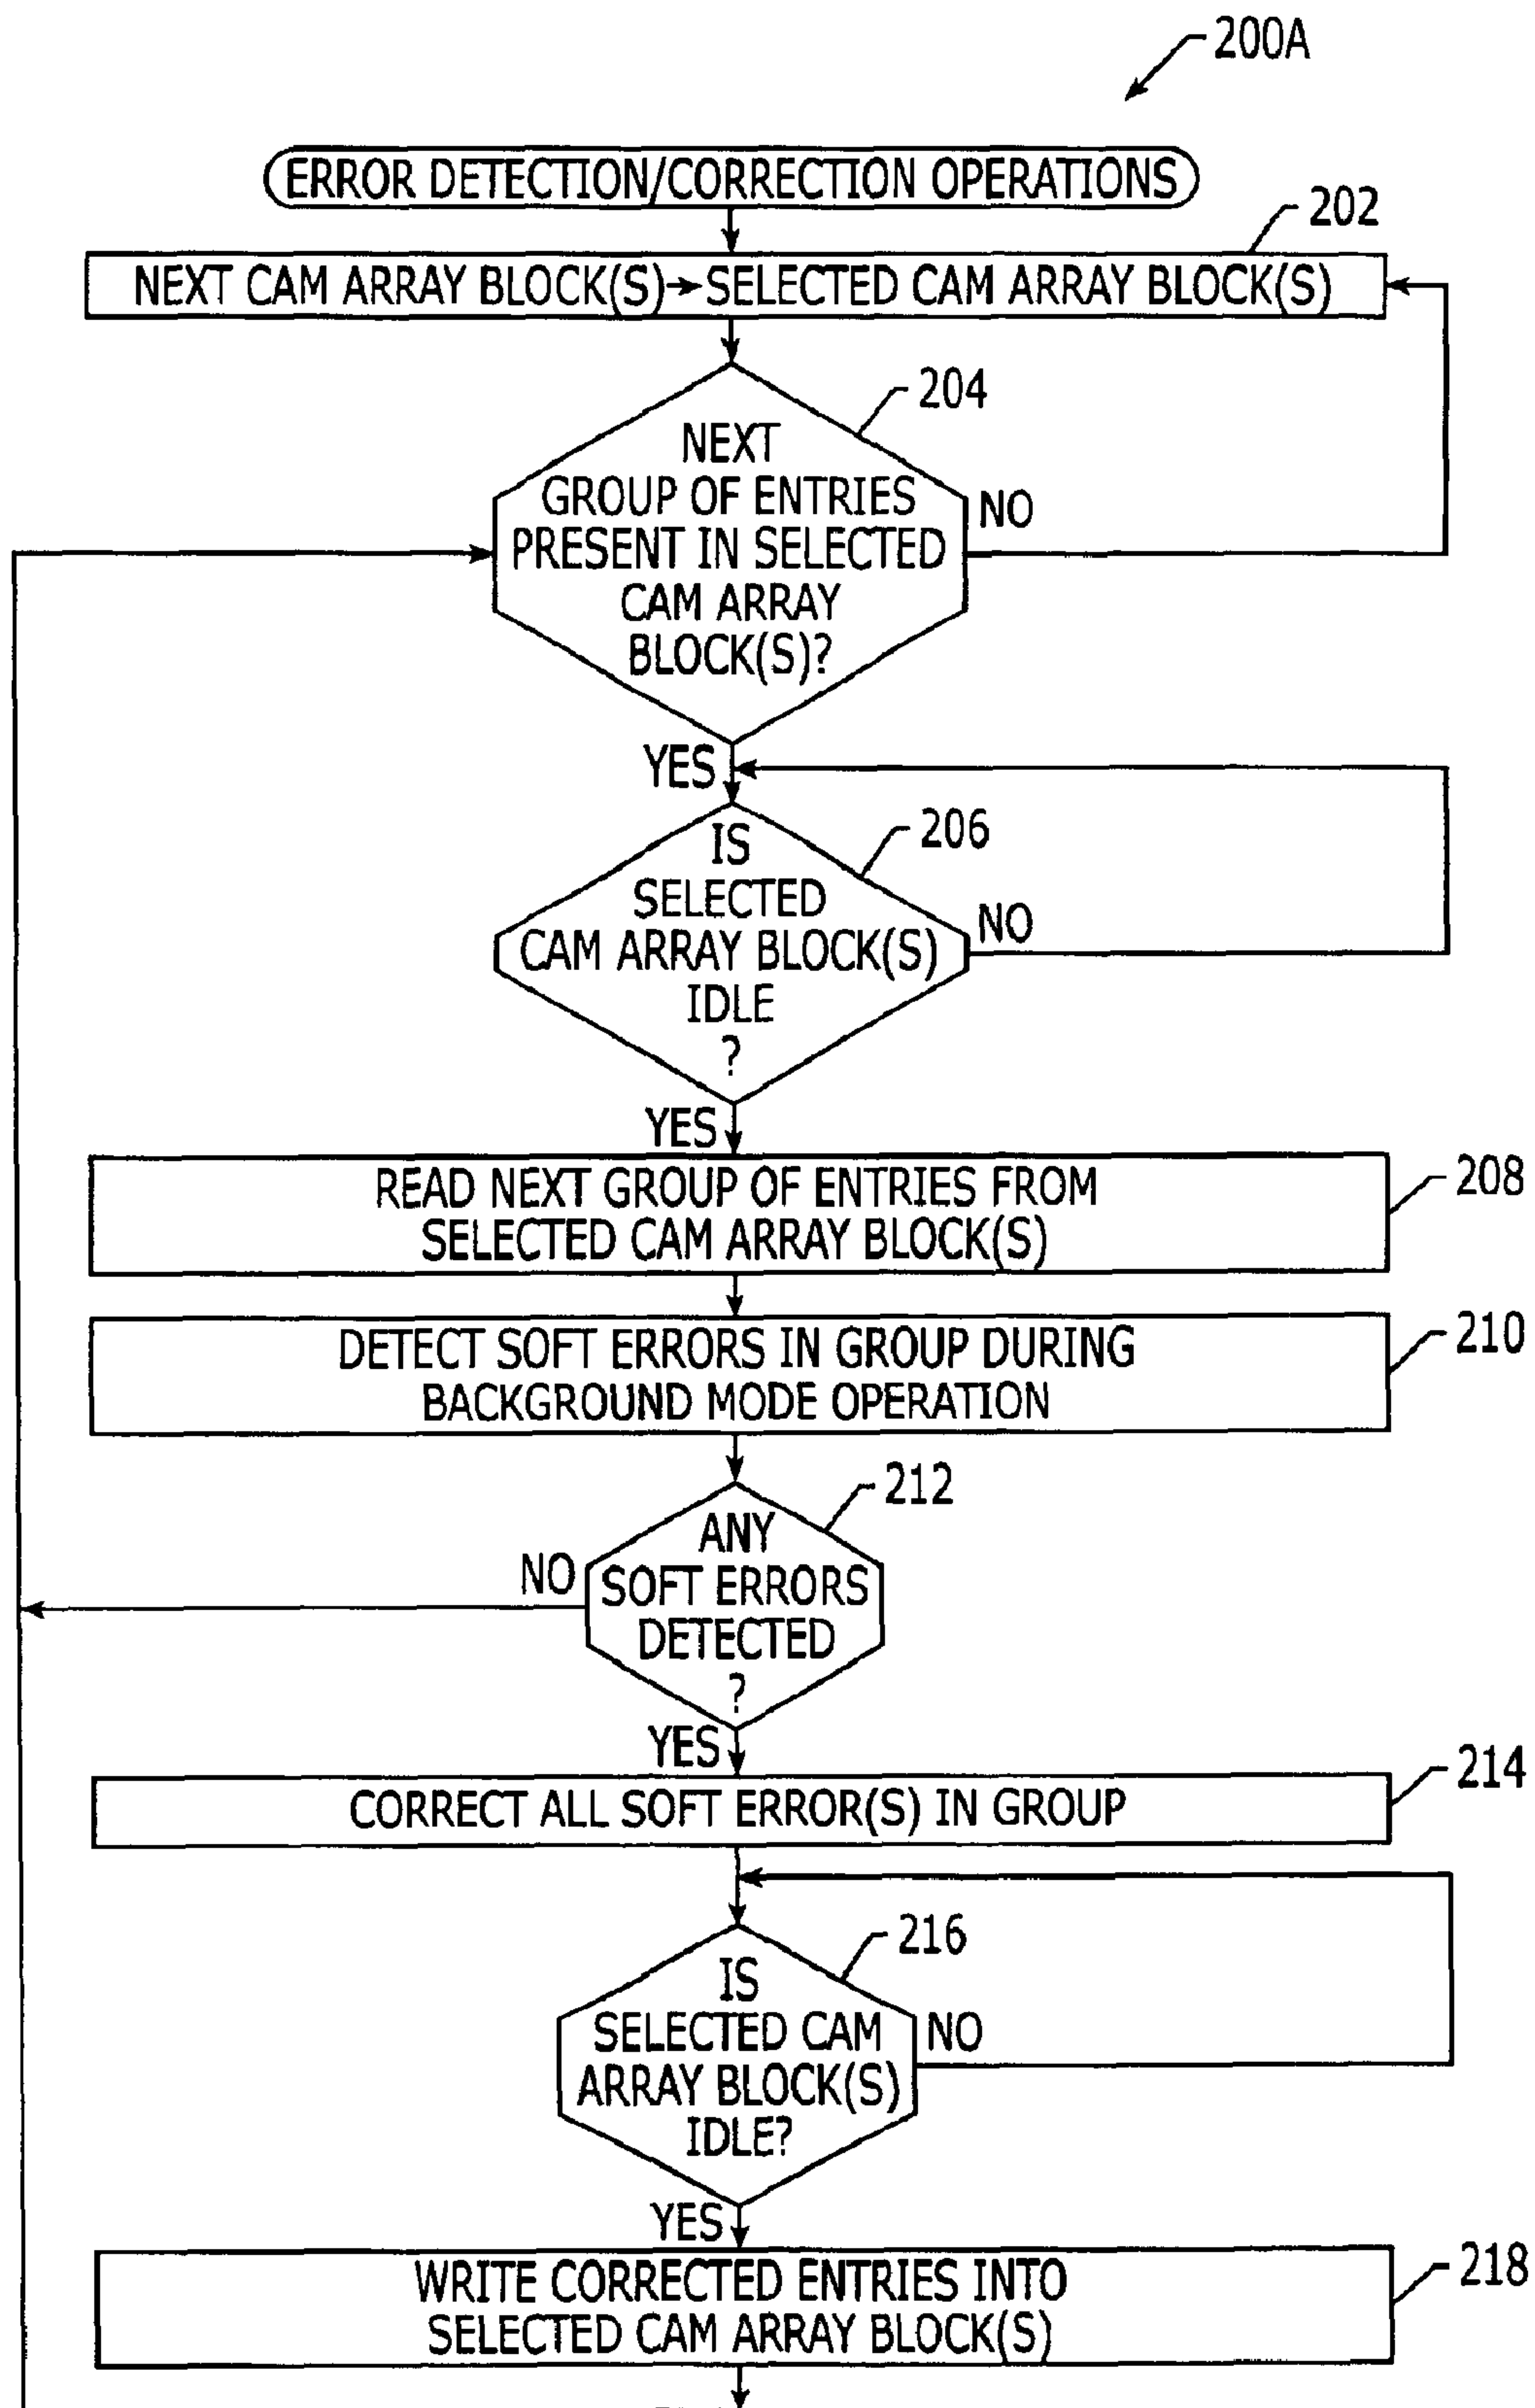 200A
ERROR DETECTION/CORRECTION OPERATIONS
202
NEXT CAM ARRAY BLOCK(S)→SELECTED CAM ARRAY BLOCK(S)
204
NEXT
GROUP OF ENTRIES
PRESENT IN SELECTED
CAM ARRAY
BLOCK(S)?
NO
YES
206
IS
SELECTED
CAM ARRAY BLOCK(S)
IDLE
?
NO
YES
208
READ NEXT GROUP OF ENTRIES FROM
SELECTED CAM ARRAY BLOCK(S)
210
DETECT SOFT ERRORS IN GROUP DURING
BACKGROUND MODE OPERATION
212
ANY
SOFT ERRORS
DETECTED
?
NO
YES
214
CORRECT ALL SOFT ERROR(S) IN GROUP
216
IS
SELECTED CAM
ARRAY BLOCK(S)
IDLE?
NO
YES
218
WRITE CORRECTED ENTRIES INTO
SELECTED CAM ARRAY BLOCK(S)